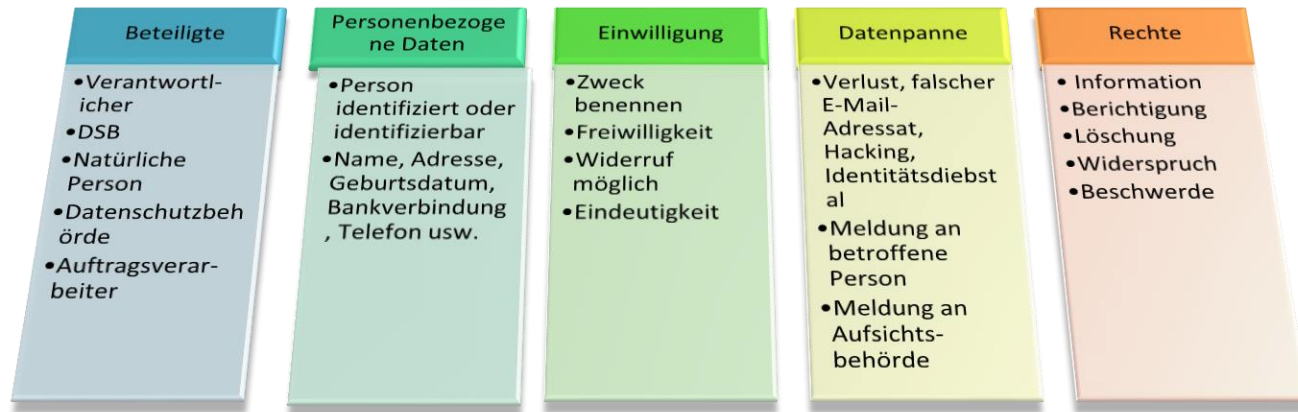 Beteiligte
•Verantwortl-
icher
•DSB
•Natürliche
Person
•Datenschutzbeh
örde
•Auftragsverar-
beiter
Personenbezoge
ne Daten
•Person
identifiziert oder
identifizierbar
•Name, Adresse,
Geburtsdatum,
Bankverbindung
, Telefon usw.
Einwilligung
•Zweck
benennen
•Freiwilligkeit
•Widerruf
möglich
•Eindeutigkeit
Datenpanne
•Verlust, falscher
E-Mail-
Adressat,
Hacking,
Identitätsdiebst
al
•Meldung an
betroffene
Person
•Meldung an
Aufsichts-
behörde
Rechte
• Information
•Berichtigung
•Löschung
•Widerspruch
•Beschwerde